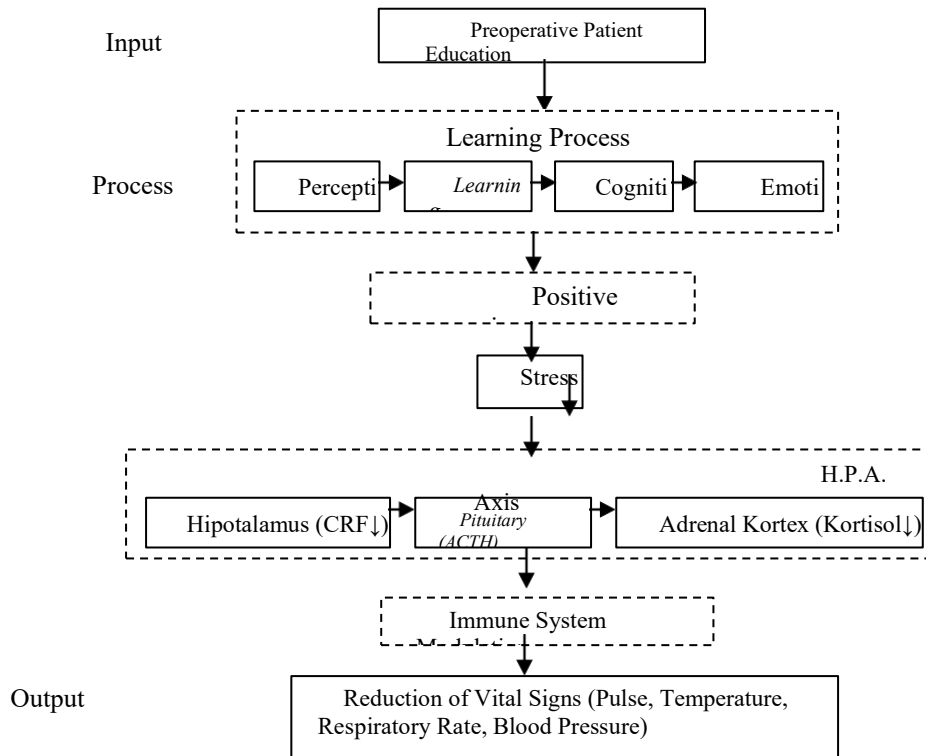 Input
Preoperative Patient
Education
Learning Process
Process
Percepti
Learnin
Cogniti
Emoti
Positive
Stress
H.P.A.
Axis
Hipotalamus (CRF↓)
Pituitary
(ACTH)
Adrenal Kortex (Kortisol↓)
Immune System
Output
Reduction of Vital Signs (Pulse, Temperature,
Respiratory Rate, Blood Pressure)